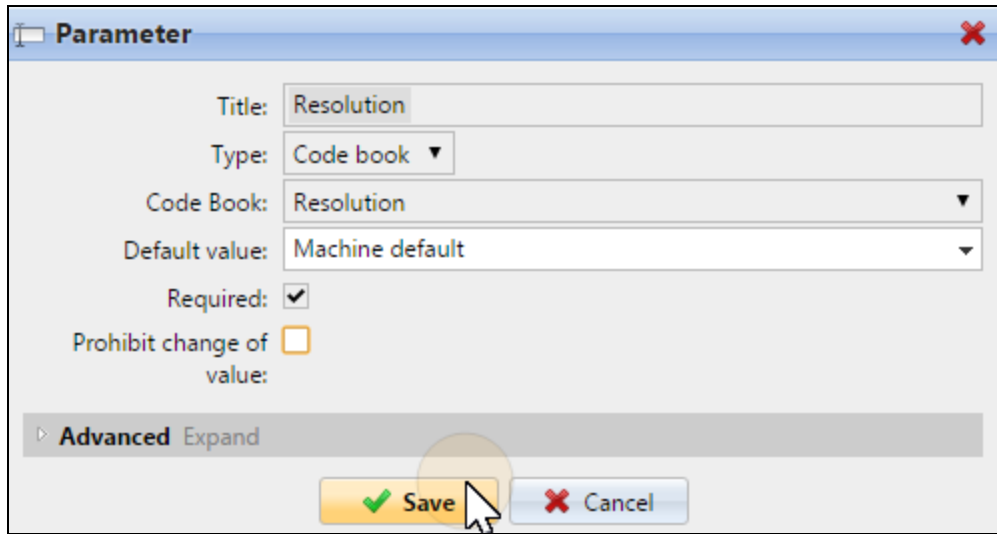 Parameter
Title: Resolution
Type: Code book
Code Book: Resolution
Default value: Machine default
Required:
Prohibit change of
value:
Advanced Expand
Save Cancel